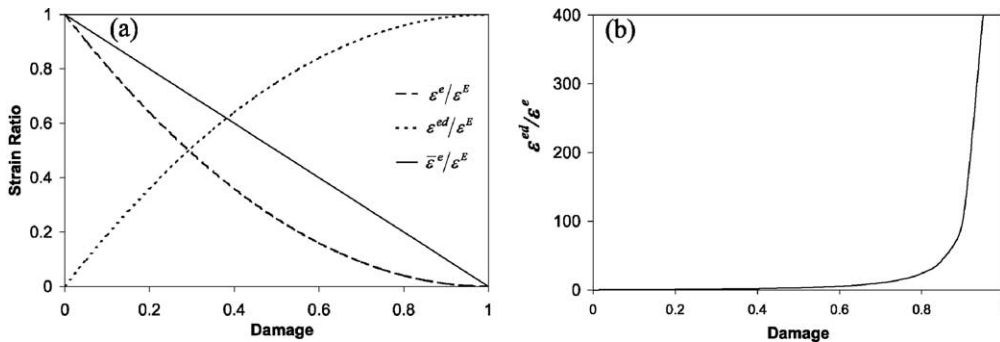 (a)
Strain Ratio
1
0.8
0.6
0.4
0.2
0
ε^e/ε^E
ε^{ed}/ε^E
ε̄^e/ε^E
0 0.2 0.4 0.6 0.8 1
Damage
(b)
ε^{ed}/ε^e
400
300
200
100
0
0 0.2 0.4 0.6 0.8
Damage